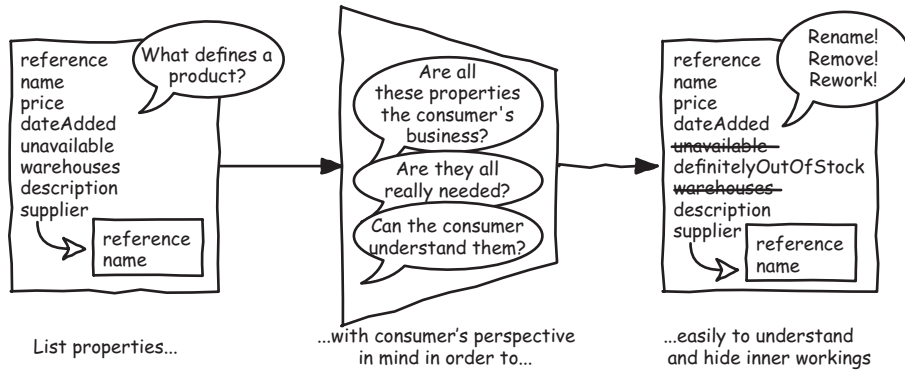 What defines a
product?
reference
name
price
dateAdded
unavailable
warehouses
description
supplier
reference
name
List properties...
Are all
these properties
the consumer's
business?
Are they all
really needed?
Can the consumer
understand them?
...with consumer's perspective
in mind in order to...
Rename!
Remove!
Rework!
reference
name
price
dateAdded
unavailable
definitelyOutOfStock
warehouses
description
supplier
reference
name
...easily to understand
and hide inner workings